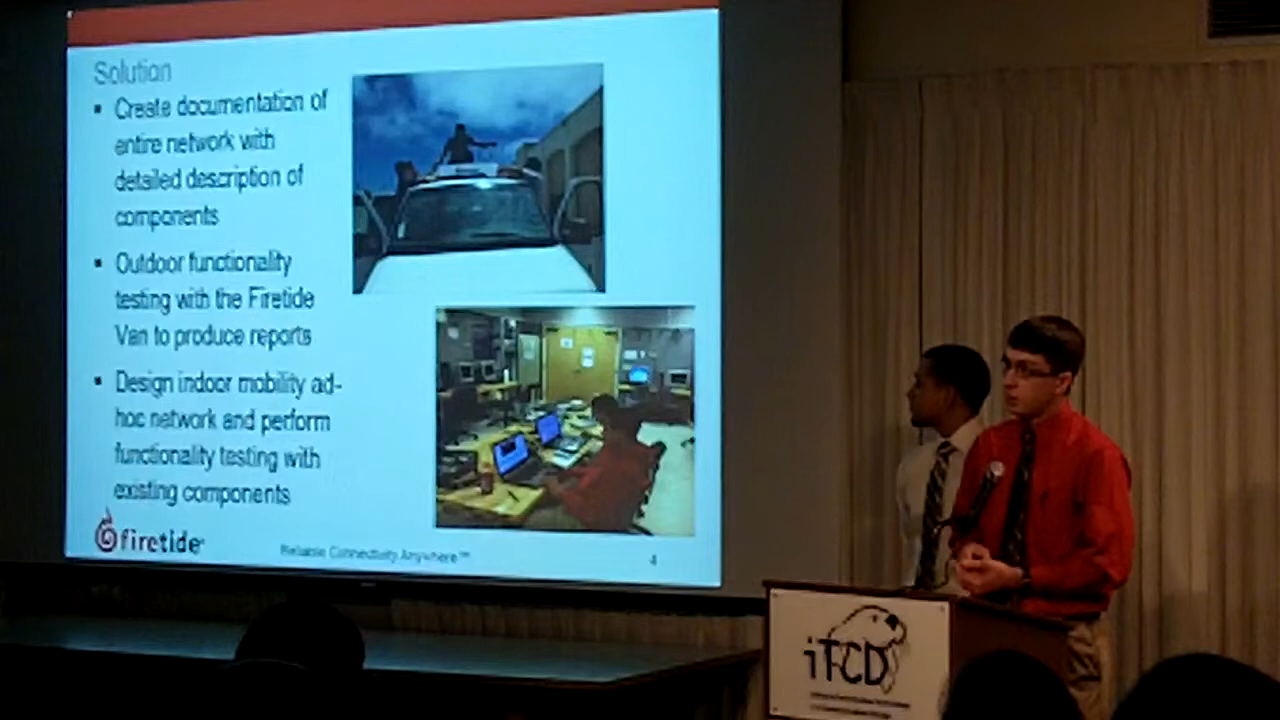 Solution
▪ Create documentation of
entire network with
detailed description of
components
▪ Outdoor functionality
testing with the Firetide
Van to produce reports
▪ Design indoor mobility ad-
hoc network and perform
functionality testing with
existing components
firetide
Reliable Connectivity Anywhere™
4
iTCD